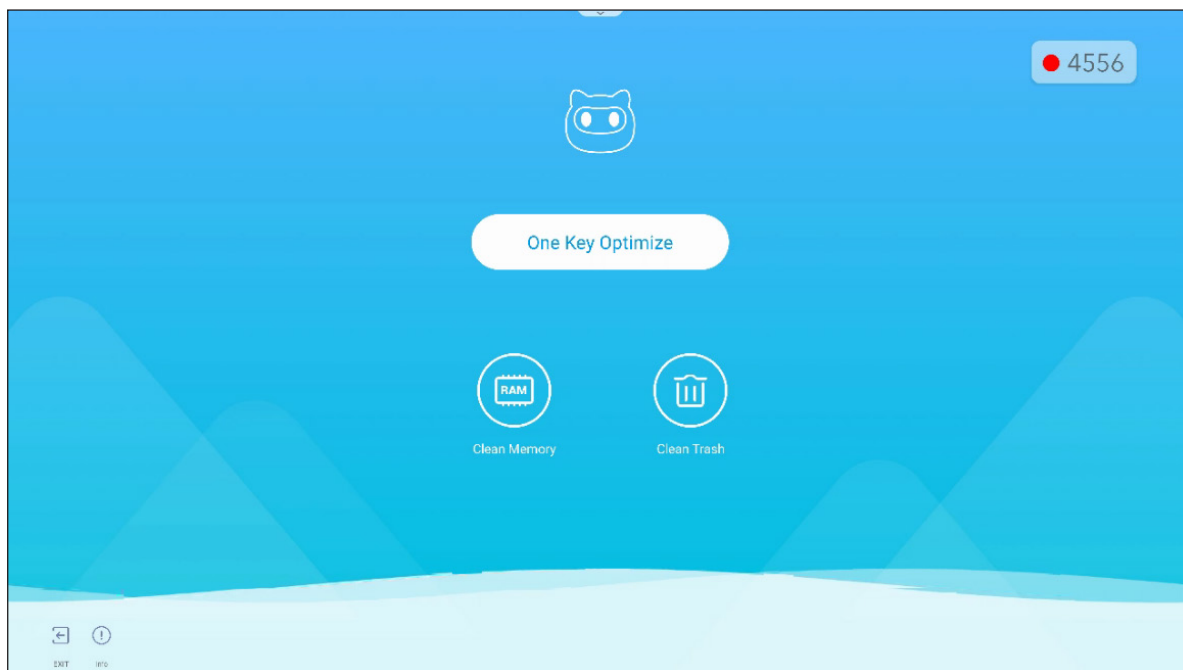 4556
One Key Optimize
RAM
Clean Memory
Clean Trash
EXIT
Info